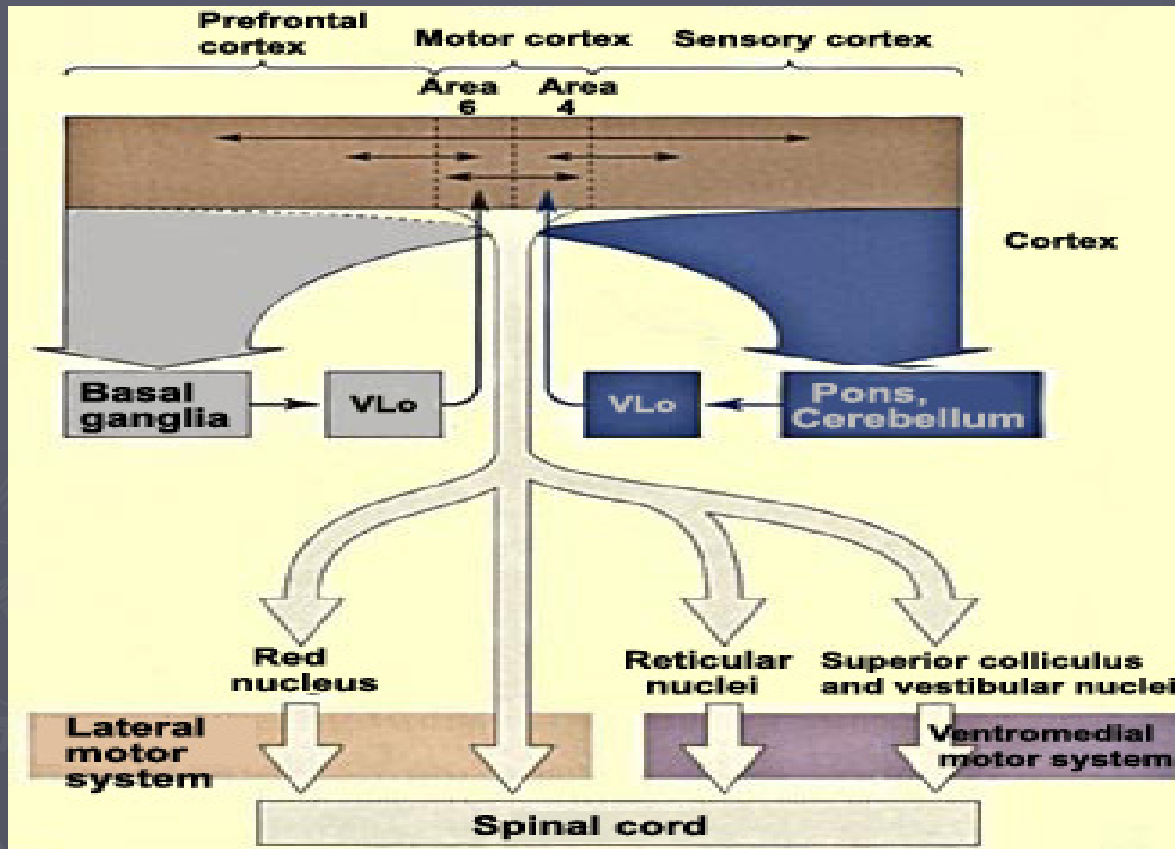 Prefrontal
cortex
Motor cortex
Sensory cortex
Area
6
Area
4
Cortex
Basal
ganglia
VLo
VLo
Pons,
Cerebellum
Red
nucleus
Reticular
nuclei
Superior colliculus
and vestibular nuclei
Lateral
motor
system
Ventromedial
motor system
Spinal cord